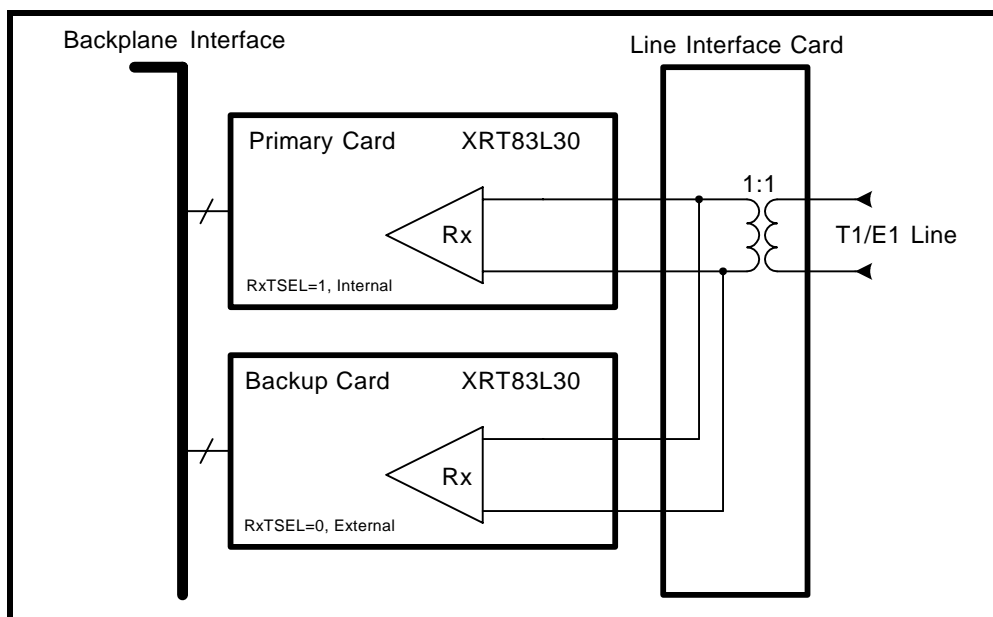 Backplane Interface
Line Interface Card
Primary Card XRT83L30
1:1
Rx
T1/E1 Line
RxTSEL=1, Internal
Backup Card XRT83L30
Rx
RxTSEL=0, External